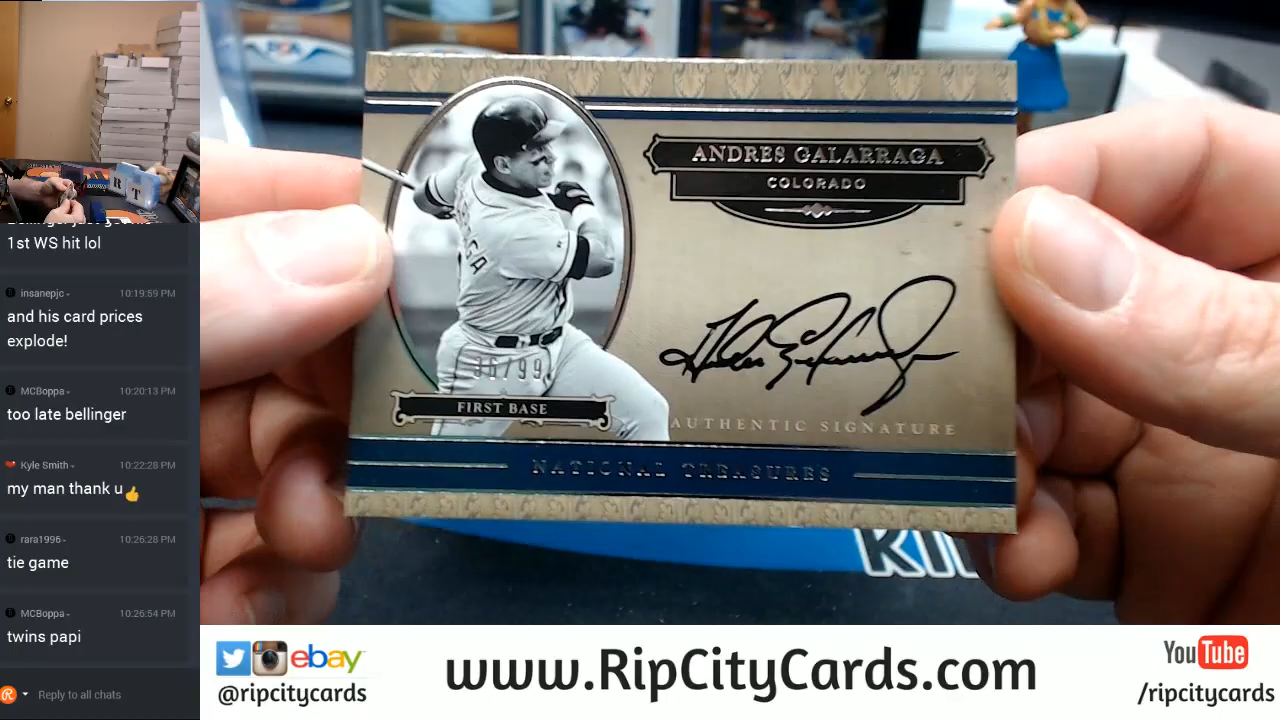 1st WS hit lol
insanepjc
10:19:59 PM
and his card prices
explode!
MCBoppa
10:20:13 PM
too late bellinger
Kyle Smith
10:22:28 PM
my man thank u👍
rara1996
10:26:28 PM
tie game
MCBoppa
10:26:54 PM
twins papi
Reply to all chats
R T
ANDRES GALARRAGA
COLORADO
36/99
FIRST BASE
AUTHENTIC SIGNATURE
NATIONAL TREASURES
ebay
@ripcitycards
www.RipCityCards.com
YouTube
/ripcitycards